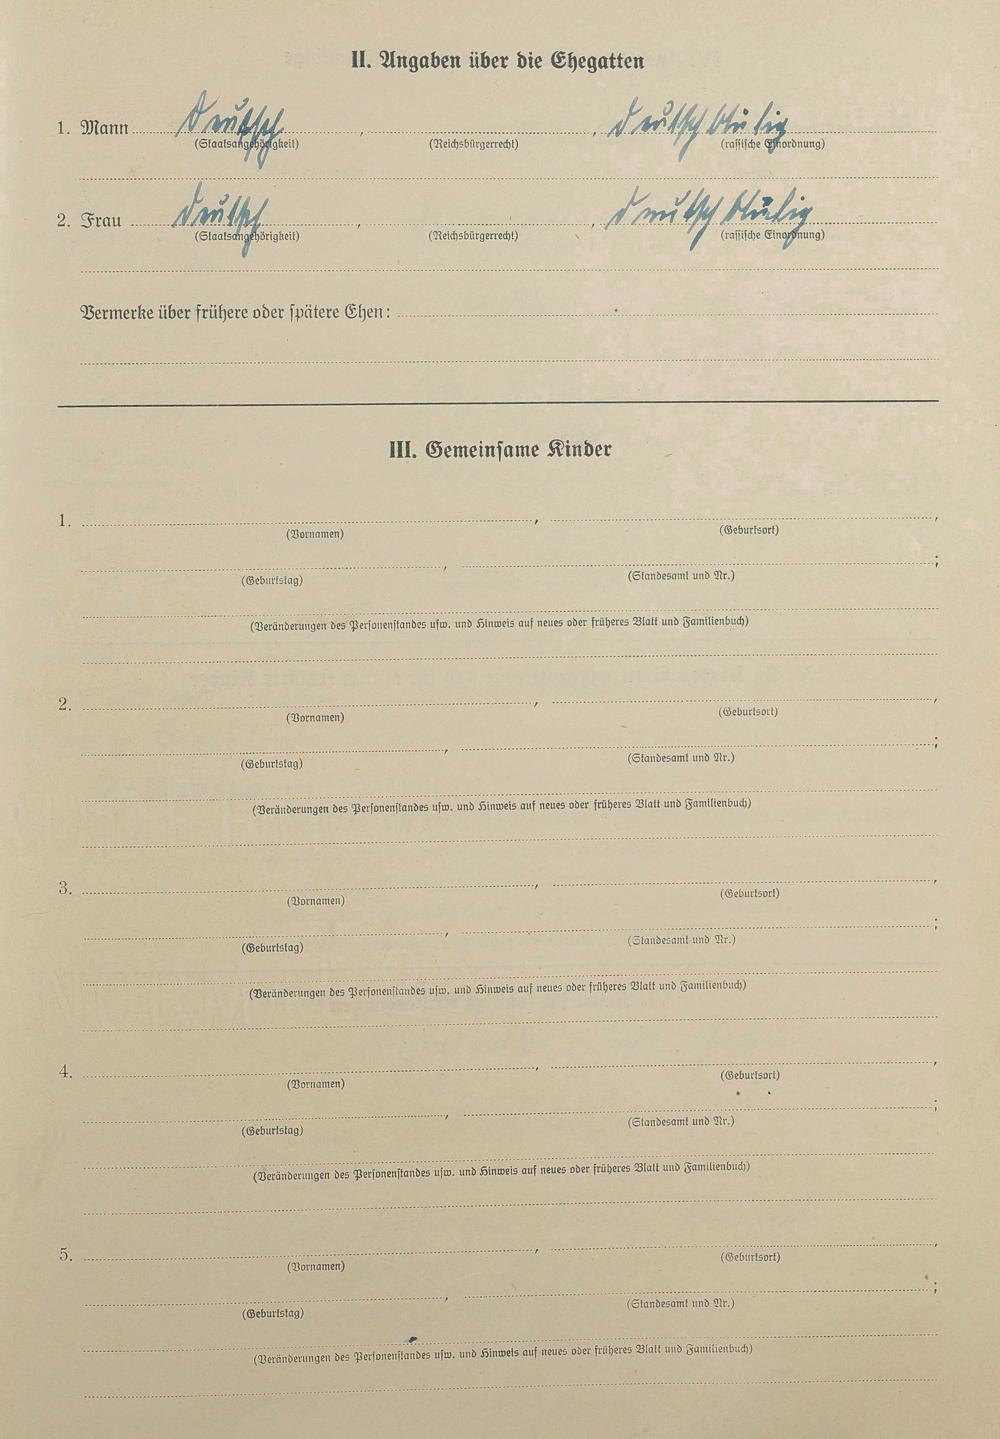 II. Angaben über die Ehegatten
1. Mann deutsch , , deutschblütig
(Staatsangehörigkeit) (Reichsbürgerrecht) (rassische Einordnung)
2. Frau deutsch , , deutschblütig
(Staatsangehörigkeit) (Reichsbürgerrecht) (rassische Einordnung)
Vermerke über frühere oder spätere Ehen:
III. Gemeinsame Kinder
1. , ,
(Vornamen) (Geburtsort)
, ;
(Geburtstag) (Standesamt und Nr.)
(Veränderungen des Personenstandes usw. und Hinweis auf neues oder früheres Blatt und Familienbuch)
2. , ,
(Vornamen) (Geburtsort)
, ;
(Geburtstag) (Standesamt und Nr.)
(Veränderungen des Personenstandes usw. und Hinweis auf neues oder früheres Blatt und Familienbuch)
3. , ,
(Vornamen) (Geburtsort)
, ;
(Geburtstag) (Standesamt und Nr.)
(Veränderungen des Personenstandes usw. und Hinweis auf neues oder früheres Blatt und Familienbuch)
4. , ,
(Vornamen) (Geburtsort)
, ;
(Geburtstag) (Standesamt und Nr.)
(Veränderungen des Personenstandes usw. und Hinweis auf neues oder früheres Blatt und Familienbuch)
5. , ,
(Vornamen) (Geburtsort)
, ;
(Geburtstag) (Standesamt und Nr.)
(Veränderungen des Personenstandes usw. und Hinweis auf neues oder früheres Blatt und Familienbuch)